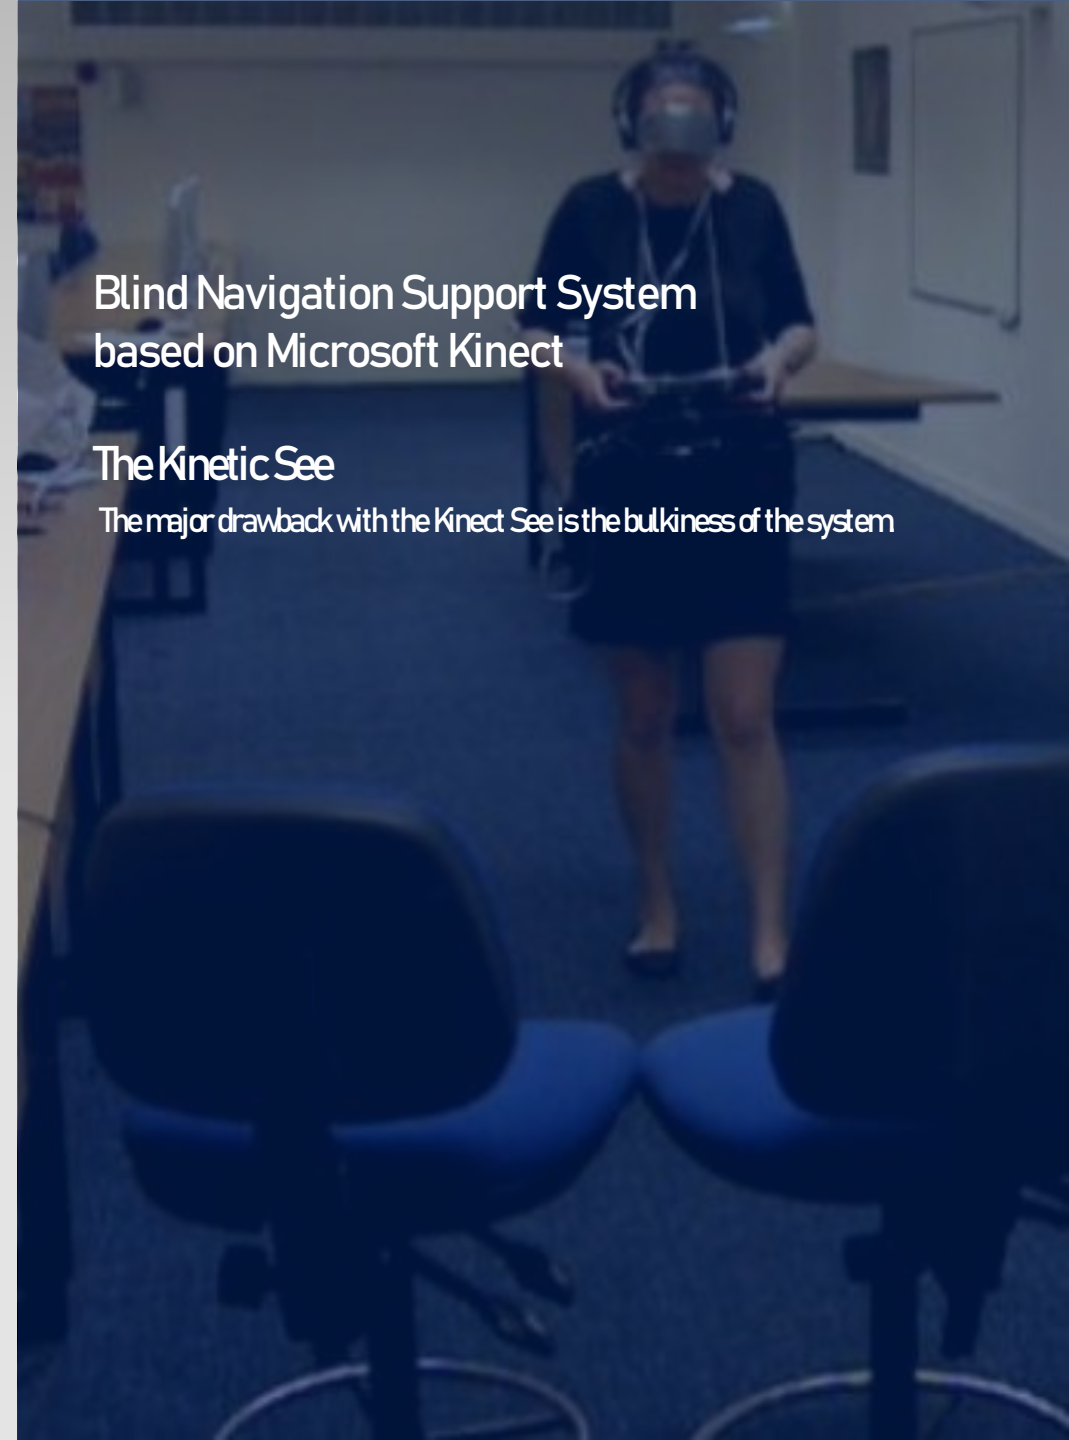 Blind Navigation Support System
based on Microsoft Kinect
The Kinetic See
The major drawback with the Kinect See is the bulkiness of the system